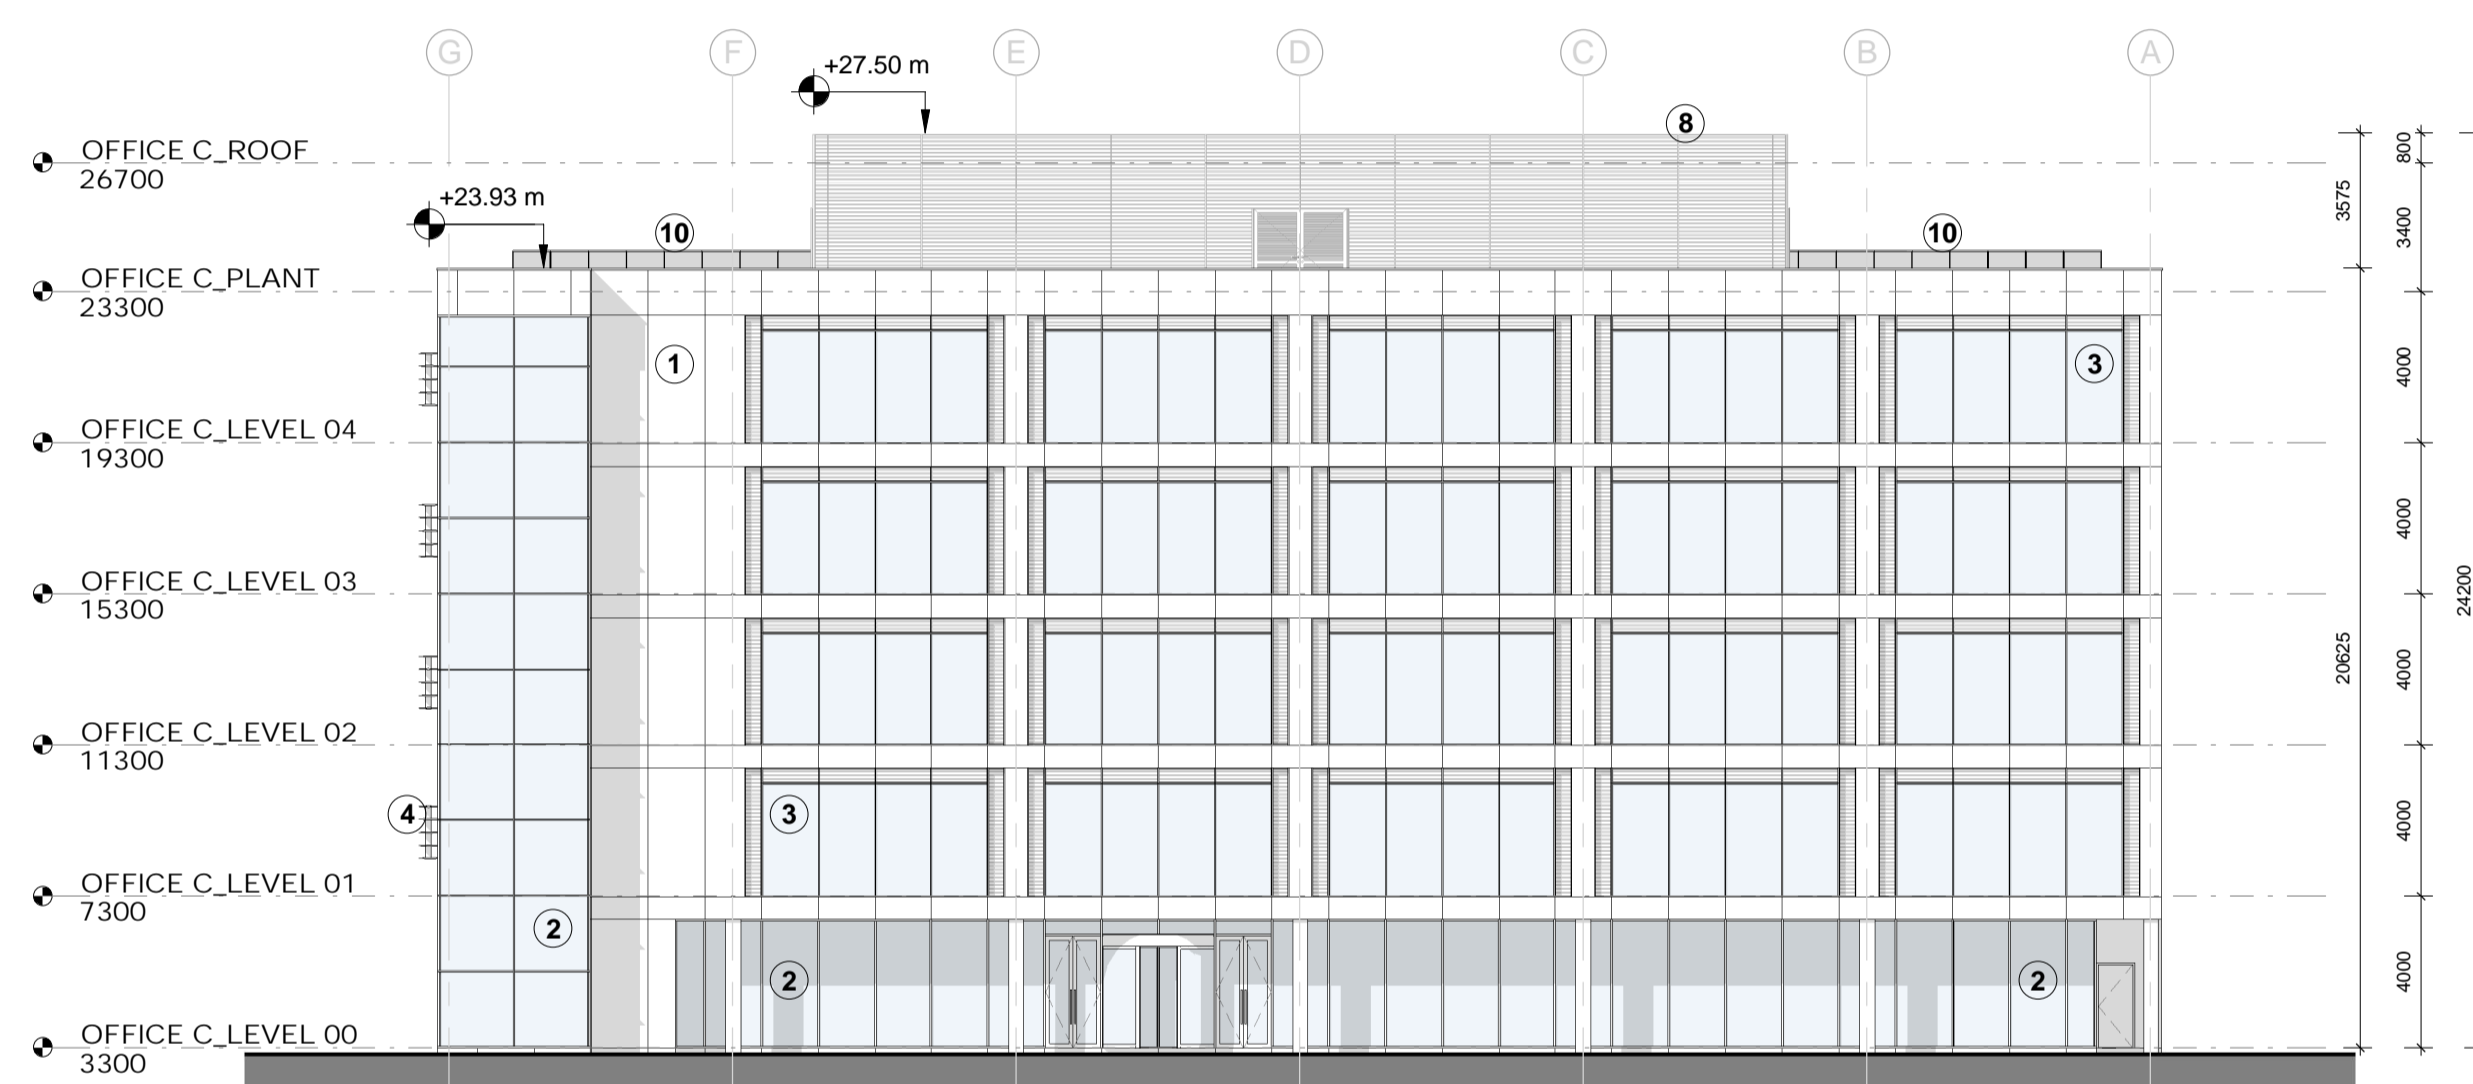 G F E D C B A
+27.50 m
8
OFFICE C_ROOF
26700
800
+23.93 m
3575
3400
10 10
OFFICE C_PLANT
23300
1 3
4000
OFFICE C_LEVEL 04
19300
4000
OFFICE C_LEVEL 03
15300
24200
20625
4000
OFFICE C_LEVEL 02
11300
4 3
4000
OFFICE C_LEVEL 01
7300
2
2 2
4000
OFFICE C_LEVEL 00
3300